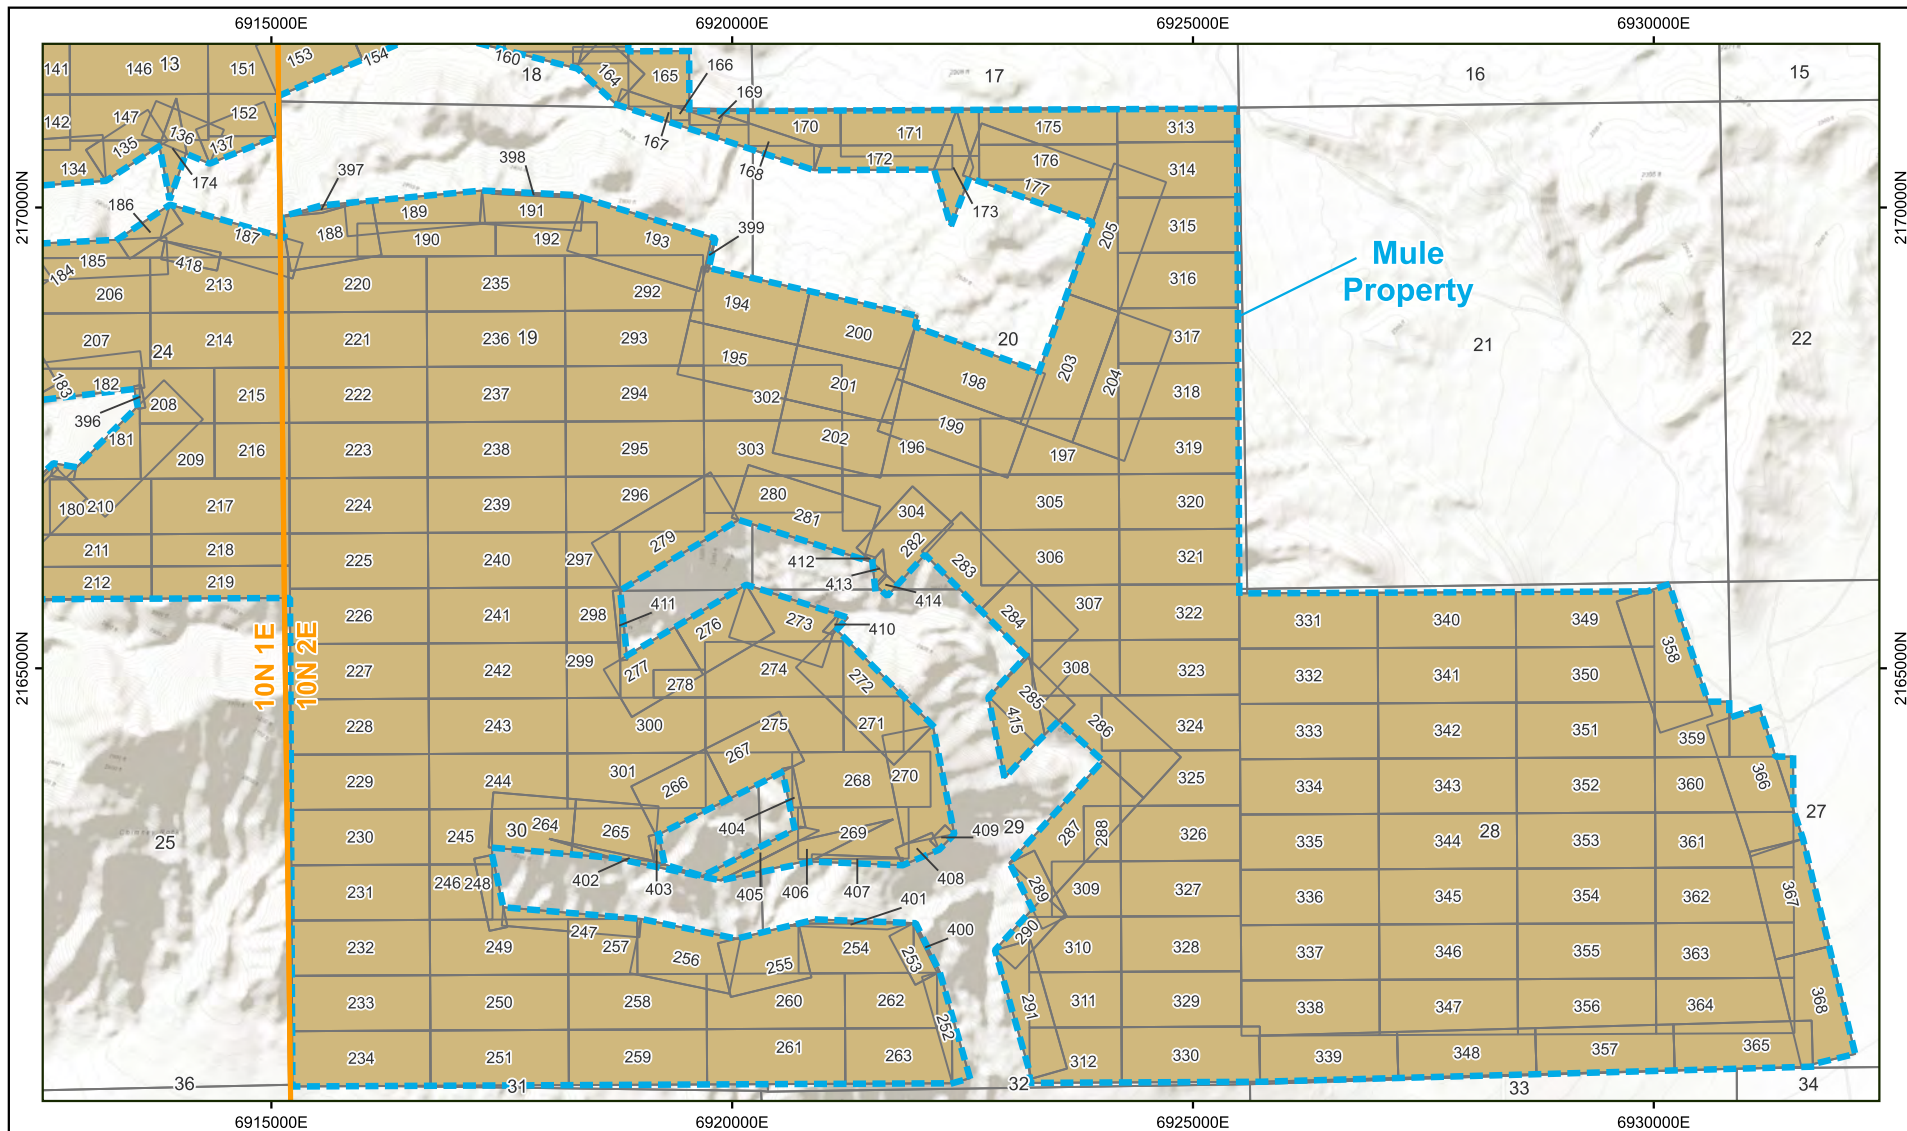 6915000E 6920000E 6925000E 6930000E
141 146 13 151 153 154 160 18 164 165 166 17 16 15
142 147 152 136 137 135 134 174 167 169 168 170 171 172 175 176 177 313 314
397 398 186 187 188 189 190 191 192 193 399 173 205 315
2170000N 2170000N
Mule
Property
184 185 418 206 213 220 235 292 194 200 20 316
207 24 214 221 236 19 293 195 198 203 204 317 21 22
183 182 396 208 215 222 237 294 302 201 318
181 209 216 223 238 295 303 202 196 199 197 319
180 210 217 224 239 296 280 281 304 305 320
211 218 225 240 297 279 412 282 283 306 321
212 219 413 414
226 241 298 411 276 273 410 284 307 322 331 340 349
10N 1E
10N 2E
2165000N 2165000N
227 242 299 277 278 274 272 308 323 332 341 350 358
228 243 300 275 271 285 415 286 324 333 342 351 359
229 244 301 266 267 268 270 325 334 343 352 360 366 27
25 230 245 30 264 265 404 269 409 29 287 288 326 335 344 28 353 361
231 246 248 402 403 405 406 407 408 401 289 309 327 336 345 354 362 367
232 249 247 257 256 255 254 253 400 290 310 328 337 346 355 363
233 250 258 260 262 252 291 311 329 338 347 356 364 368
234 251 259 261 263 312 330 339 348 357 365
36 31 32 33 34
6915000E 6920000E 6925000E 6930000E